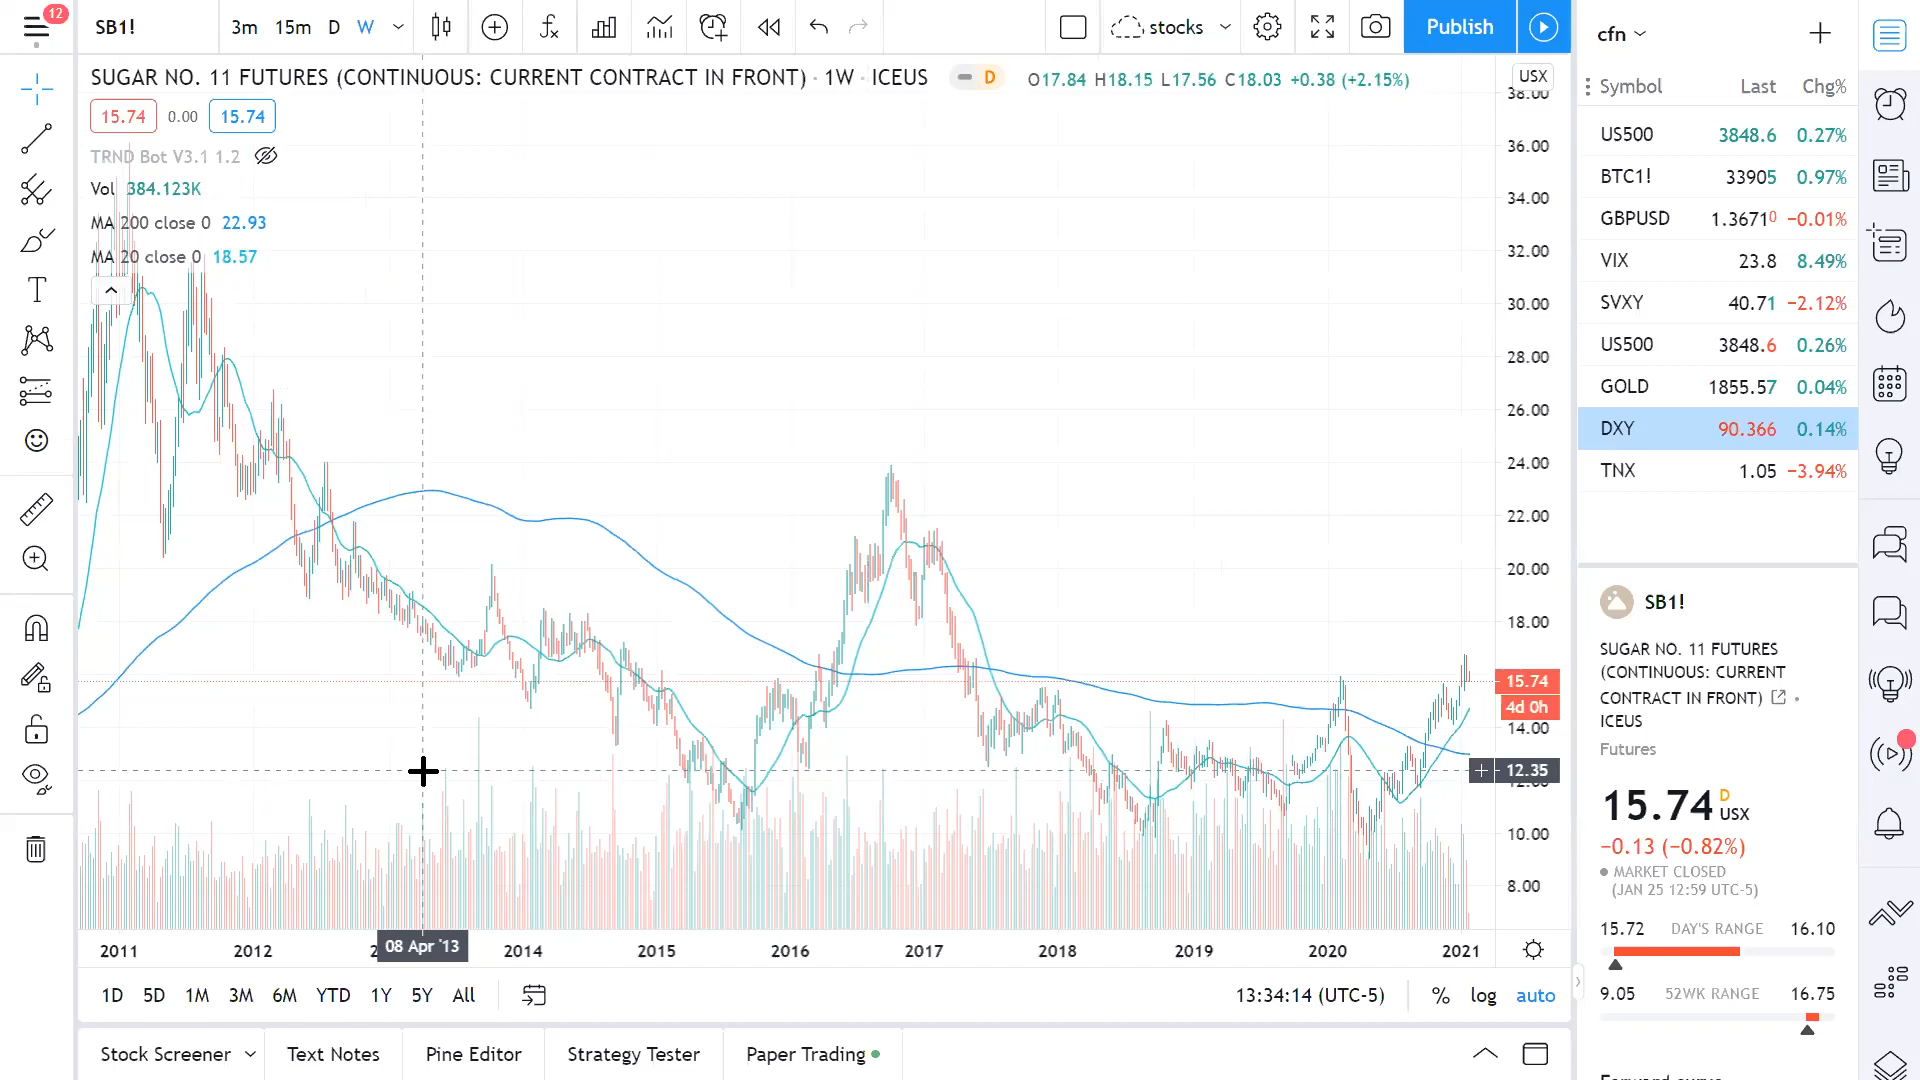 12
SB1!
3m 15m D W
stocks
Publish
SUGAR NO. 11 FUTURES (CONTINUOUS: CURRENT CONTRACT IN FRONT) · 1W · ICEUS
D
O17.84 H18.15 L17.56 C18.03 +0.38 (+2.15%)
15.74 0.00 15.74
TRND Bot V3.1 1.2
Vol 384.123K
MA 200 close 0 22.93
MA 20 close 0 18.57
USX
38.00
36.00
34.00
32.00
30.00
28.00
26.00
24.00
22.00
20.00
18.00
15.74
4d 0h
14.00
12.35
12.00
10.00
8.00
2011 2012 08 Apr '13 2014 2015 2016 2017 2018 2019 2020 2021
1D 5D 1M 3M 6M YTD 1Y 5Y All
13:34:14 (UTC-5) % log auto
Stock Screener Text Notes Pine Editor Strategy Tester Paper Trading
cfn
Symbol Last Chg%
US500 3848.6 0.27%
BTC1! 33905 0.97%
GBPUSD 1.36710 −0.01%
VIX 23.8 8.49%
SVXY 40.71 −2.12%
US500 3848.6 0.26%
GOLD 1855.57 0.04%
DXY 90.366 0.14%
TNX 1.05 −3.94%
SB1!
SUGAR NO. 11 FUTURES
(CONTINUOUS: CURRENT
CONTRACT IN FRONT) ·
ICEUS
Futures
15.74 D USX
−0.13 (−0.82%)
MARKET CLOSED
(JAN 25 12:59 UTC-5)
15.72 DAY'S RANGE 16.10
9.05 52WK RANGE 16.75